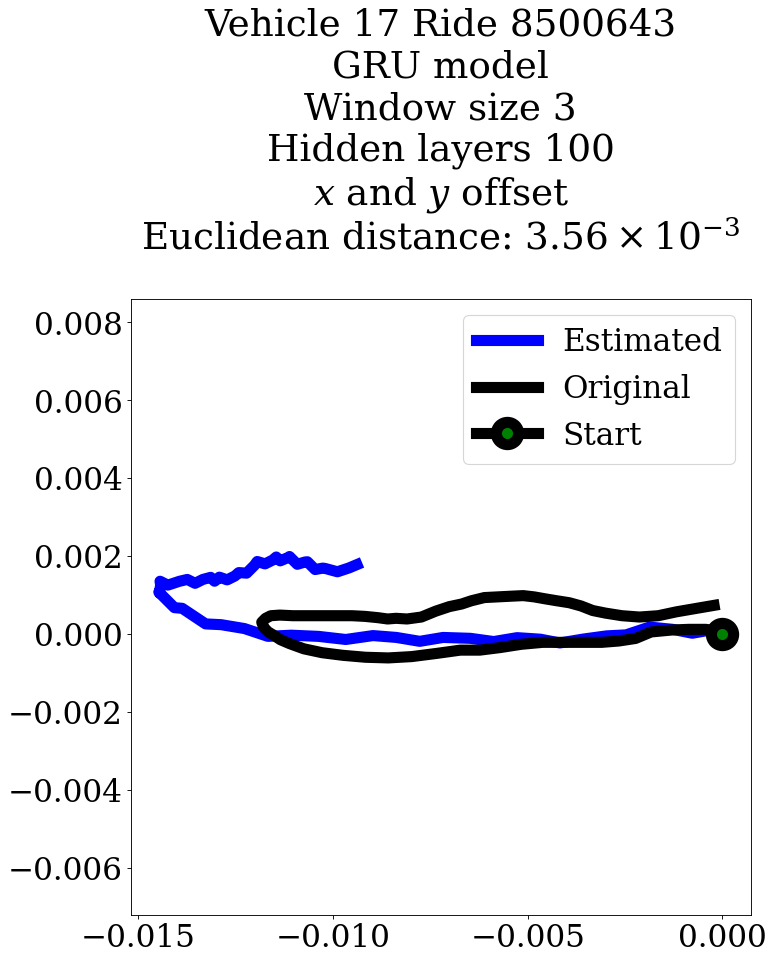 Vehicle 17 Ride 8500643
GRU model
Window size 3
Hidden layers 100
x and y offset
Euclidean distance: 3.56 × 10⁻³
Estimated
Original
Start
0.008
0.006
0.004
0.002
0.000
−0.002
−0.004
−0.006
−0.015 −0.010 −0.005 0.000